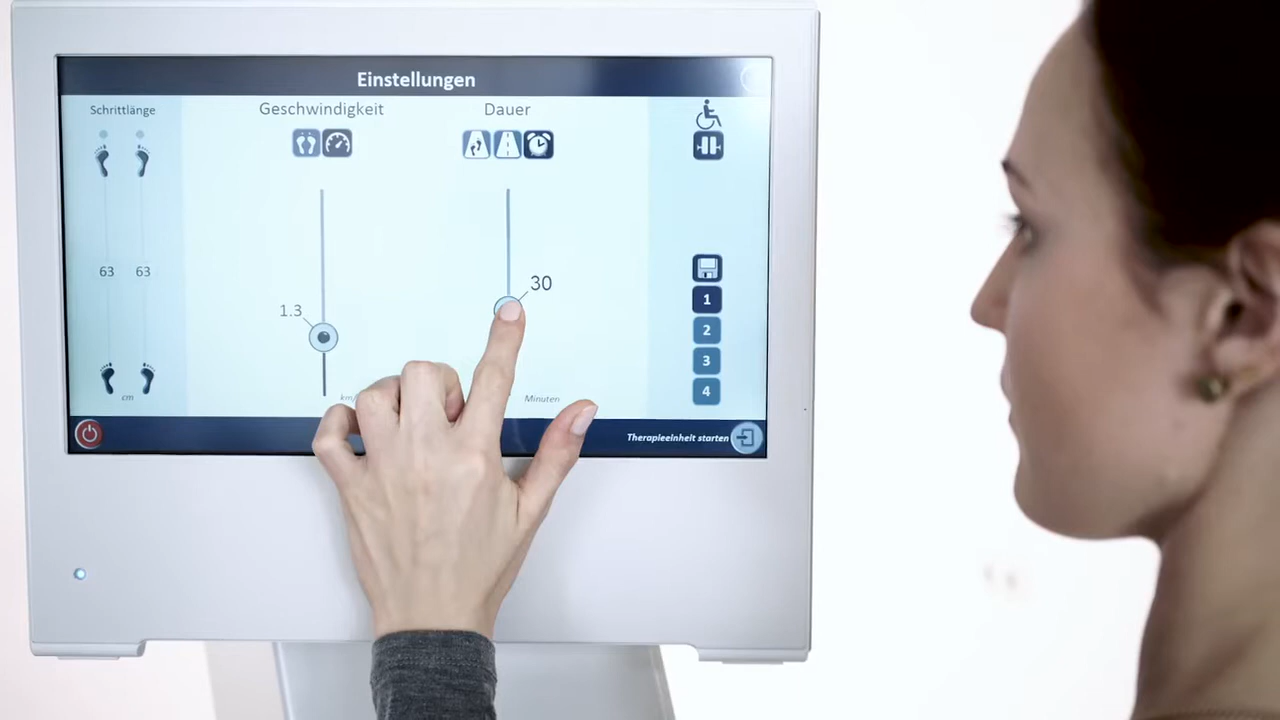 Einstellungen
Schrittlänge
Geschwindigkeit
Dauer
63 63
30
1.3
1
2
3
4
cm
Minuten
Therapieeinheit starten